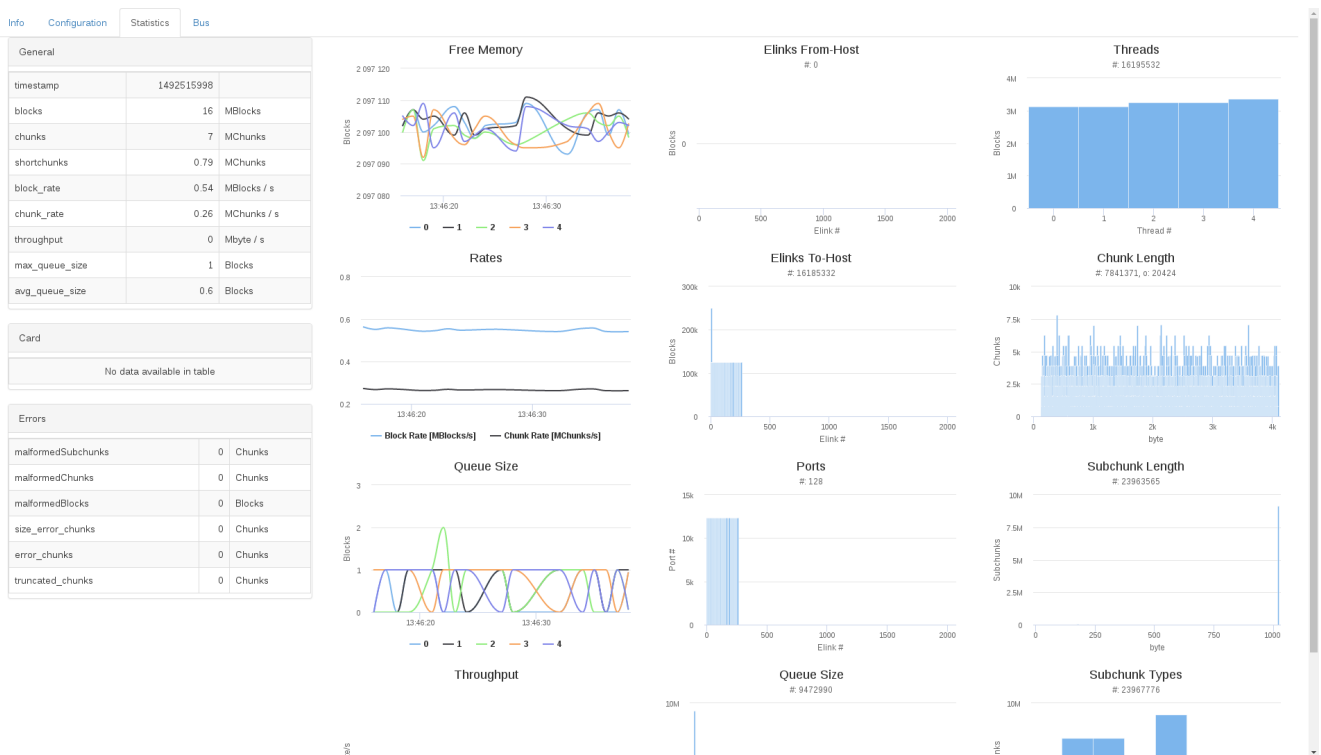 Info Configuration Statistics Bus
General
timestamp 1492515998
blocks 16 MBlocks
chunks 7 MChunks
shortchunks 0.79 MChunks
block_rate 0.54 MBlocks / s
chunk_rate 0.26 MChunks / s
throughput 0 Mbyte / s
max_queue_size 1 Blocks
avg_queue_size 0.6 Blocks
Card
No data available in table
Errors
malformedSubchunks 0 Chunks
malformedChunks 0 Chunks
malformedBlocks 0 Blocks
size_error_chunks 0 Chunks
error_chunks 0 Chunks
truncated_chunks 0 Chunks
Free Memory
Blocks
2 097 120
2 097 110
2 097 100
2 097 090
2 097 080
13:46:20 13:46:30
0 1 2 3 4
Rates
0.8
0.6
0.4
0.2
13:46:20 13:46:30
Block Rate [MBlocks/s] Chunk Rate [MChunks/s]
Queue Size
Blocks
3
2
1
0
13:46:20 13:46:30
0 1 2 3 4
Throughput
Elinks From-Host
#: 0
Blocks
0
0 500 1000 1500 2000
Elink #
Elinks To-Host
#: 16185332
Blocks
300k
200k
100k
0
0 500 1000 1500 2000
Elink #
Ports
#: 128
Port #
15k
10k
5k
0
0 500 1000 1500 2000
Elink #
Queue Size
#: 9472990
10M
Threads
#: 16195532
Blocks
4M
3M
2M
1M
0
0 1 2 3 4
Thread #
Chunk Length
#: 7841371, o: 20424
Chunks
10k
7.5k
5k
2.5k
0
0 1k 2k 3k 4k
byte
Subchunk Length
#: 23963565
Subchunks
10M
7.5M
5M
2.5M
0
0 250 500 750 1000
byte
Subchunk Types
#: 23967776
10M